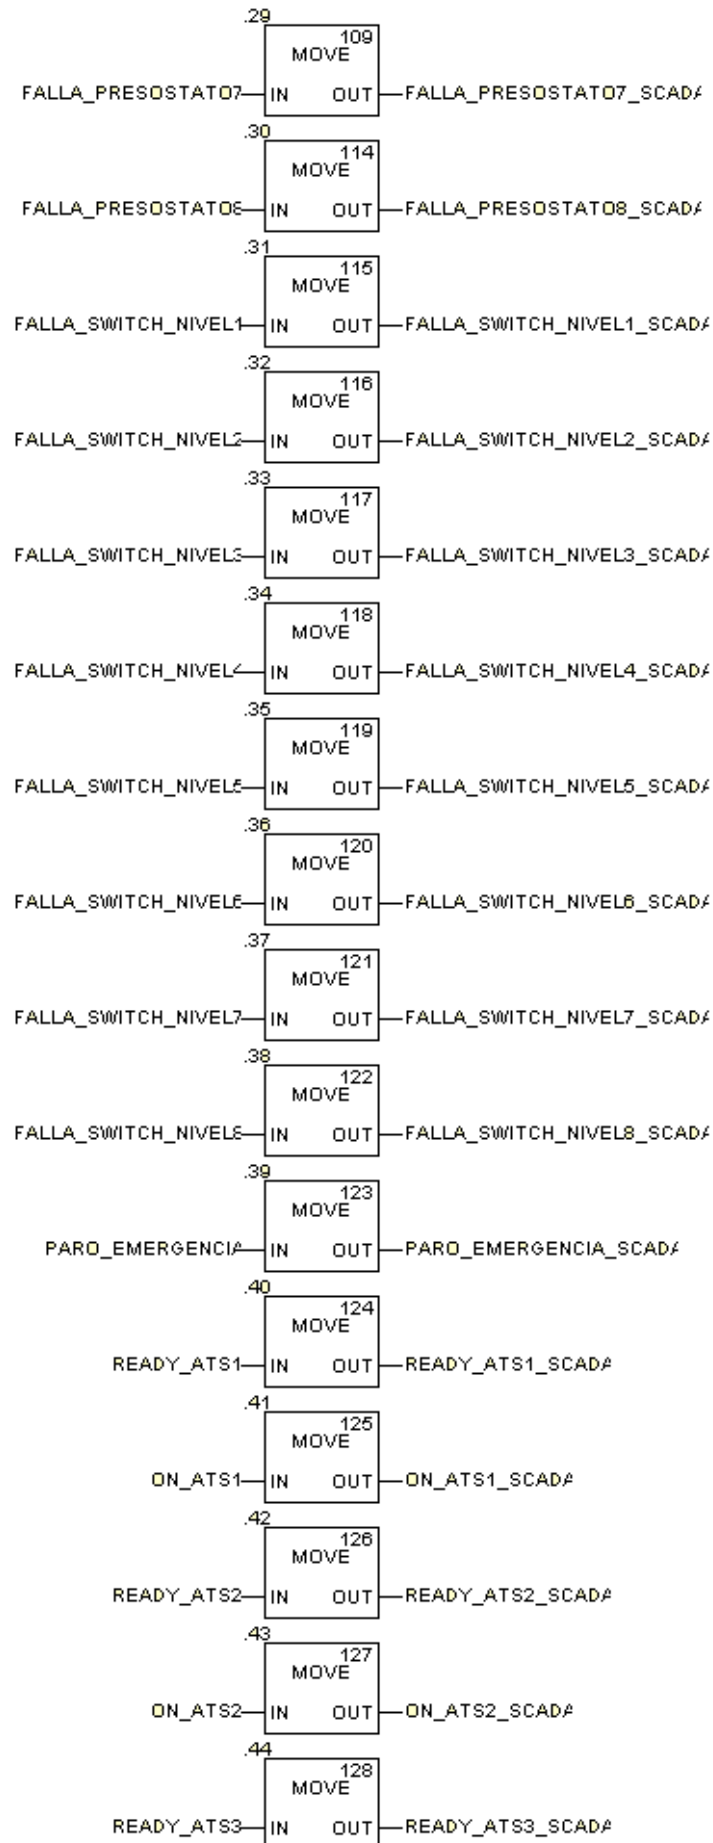 .29
109
MOVE
FALLA_PRESOSTATO7 IN OUT FALLA_PRESOSTATO7_SCADA
.30
114
MOVE
FALLA_PRESOSTATO8 IN OUT FALLA_PRESOSTATO8_SCADA
.31
115
MOVE
FALLA_SWITCH_NIVEL1 IN OUT FALLA_SWITCH_NIVEL1_SCADA
.32
116
MOVE
FALLA_SWITCH_NIVEL2 IN OUT FALLA_SWITCH_NIVEL2_SCADA
.33
117
MOVE
FALLA_SWITCH_NIVEL3 IN OUT FALLA_SWITCH_NIVEL3_SCADA
.34
118
MOVE
FALLA_SWITCH_NIVEL4 IN OUT FALLA_SWITCH_NIVEL4_SCADA
.35
119
MOVE
FALLA_SWITCH_NIVEL5 IN OUT FALLA_SWITCH_NIVEL5_SCADA
.36
120
MOVE
FALLA_SWITCH_NIVEL6 IN OUT FALLA_SWITCH_NIVEL6_SCADA
.37
121
MOVE
FALLA_SWITCH_NIVEL7 IN OUT FALLA_SWITCH_NIVEL7_SCADA
.38
122
MOVE
FALLA_SWITCH_NIVEL8 IN OUT FALLA_SWITCH_NIVEL8_SCADA
.39
123
MOVE
PARO_EMERGENCIA IN OUT PARO_EMERGENCIA_SCADA
.40
124
MOVE
READY_ATS1 IN OUT READY_ATS1_SCADA
.41
125
MOVE
ON_ATS1 IN OUT ON_ATS1_SCADA
.42
126
MOVE
READY_ATS2 IN OUT READY_ATS2_SCADA
.43
127
MOVE
ON_ATS2 IN OUT ON_ATS2_SCADA
.44
128
MOVE
READY_ATS3 IN OUT READY_ATS3_SCADA